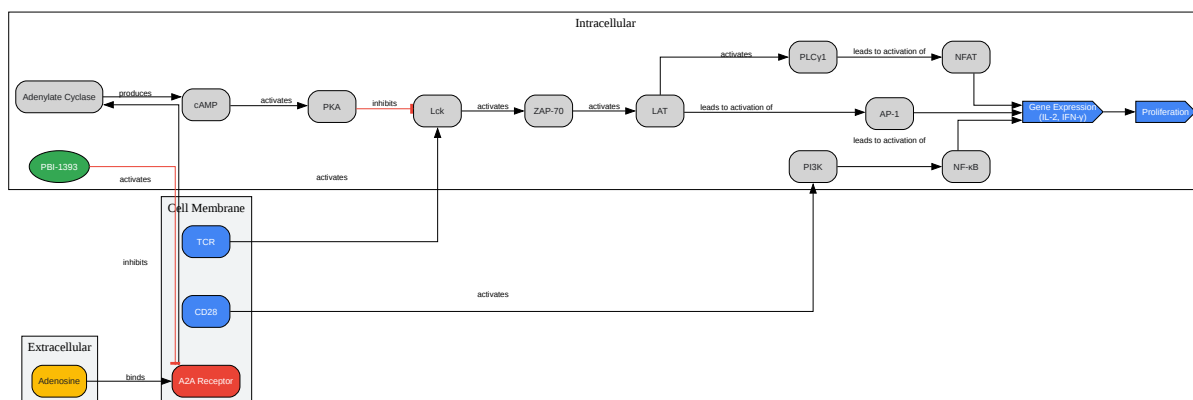 Intracellular
PLCγ1
leads to activation of
NFAT
activates
Adenylate Cyclase
produces
cAMP
activates
PKA
inhibits
Lck
activates
ZAP-70
activates
LAT
leads to activation of
AP-1
Gene Expression
(IL-2, IFN-γ)
Proliferation
leads to activation of
PBI-1393
activates
activates
PI3K
NF-κB
Cell Membrane
TCR
inhibits
activates
CD28
Extracellular
Adenosine
binds
A2A Receptor